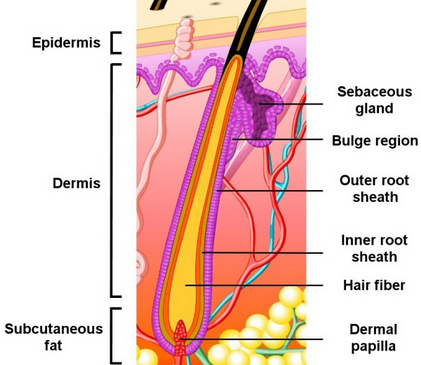 Epidermis
Dermis
Subcutaneous
fat
Sebaceous
gland
Bulge region
Outer root
sheath
Inner root
sheath
Hair fiber
Dermal
papilla